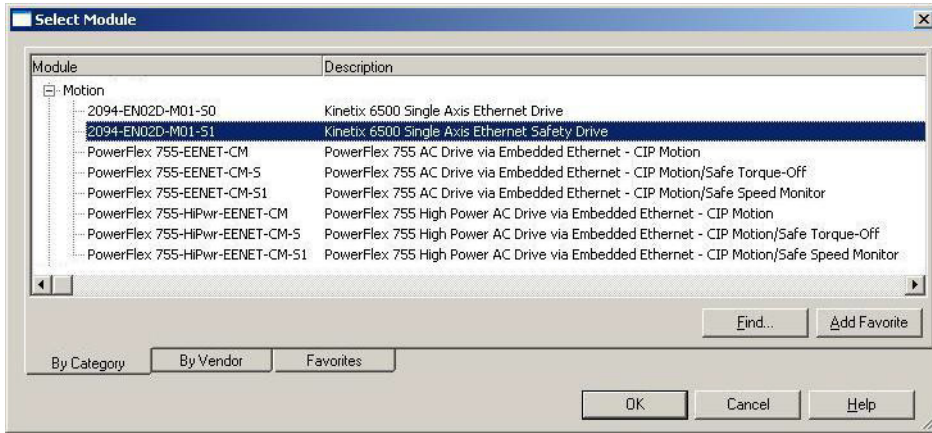 Select Module
Module Description
Motion
2094-EN02D-M01-S0 Kinetix 6500 Single Axis Ethernet Drive
2094-EN02D-M01-S1 Kinetix 6500 Single Axis Ethernet Safety Drive
PowerFlex 755-EENET-CM PowerFlex 755 AC Drive via Embedded Ethernet - CIP Motion
PowerFlex 755-EENET-CM-S PowerFlex 755 AC Drive via Embedded Ethernet - CIP Motion/Safe Torque-Off
PowerFlex 755-EENET-CM-S1 PowerFlex 755 AC Drive via Embedded Ethernet - CIP Motion/Safe Speed Monitor
PowerFlex 755-HiPwr-EENET-CM PowerFlex 755 High Power AC Drive via Embedded Ethernet - CIP Motion
PowerFlex 755-HiPwr-EENET-CM-S PowerFlex 755 High Power AC Drive via Embedded Ethernet - CIP Motion/Safe Torque-Off
PowerFlex 755-HiPwr-EENET-CM-S1 PowerFlex 755 High Power AC Drive via Embedded Ethernet - CIP Motion/Safe Speed Monitor
Find... Add Favorite
By Category By Vendor Favorites
OK Cancel Help